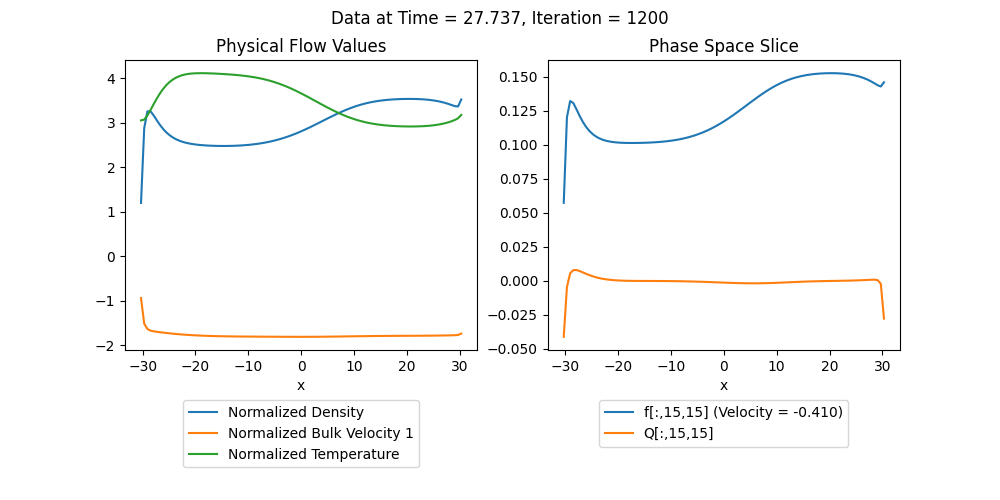 Data at Time = 27.737, Iteration = 1200
Physical Flow Values
4
3
2
1
0
−1
−2
−30 −20 −10 0 10 20 30
x
Normalized Density
Normalized Bulk Velocity 1
Normalized Temperature
Phase Space Slice
0.150
0.125
0.100
0.075
0.050
0.025
0.000
−0.025
−0.050
−30 −20 −10 0 10 20 30
x
f[:,15,15] (Velocity = -0.410)
Q[:,15,15]